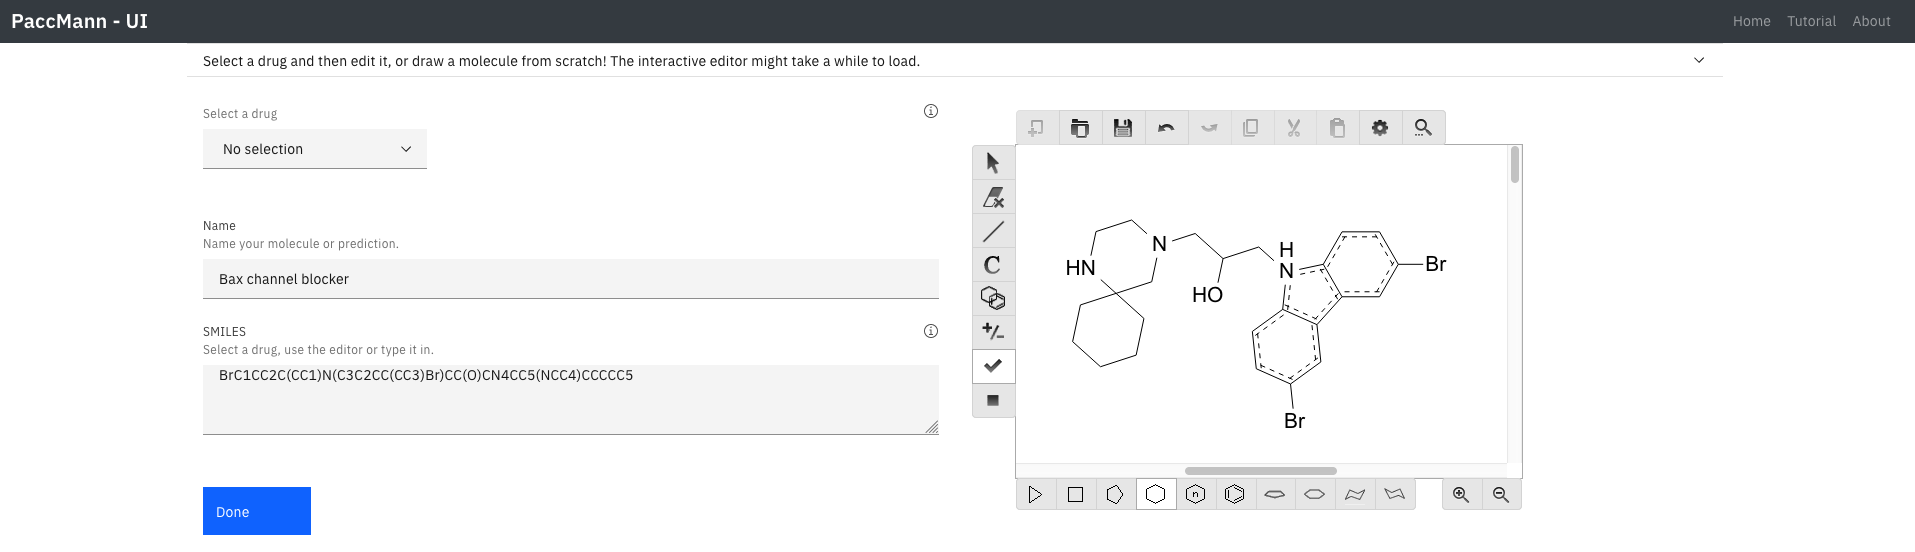 PaccMann - UI
Home Tutorial About
Select a drug and then edit it, or draw a molecule from scratch! The interactive editor might take a while to load.
Select a drug
No selection
Name
Name your molecule or prediction.
Bax channel blocker
SMILES
Select a drug, use the editor or type it in.
BrC1CC2C(CC1)N(C3C2CC(CC3)Br)CC(O)CN4CC5(NCC4)CCCCC5
Done
C
+/-
N
HN
HO
H
N
Br
Br
n